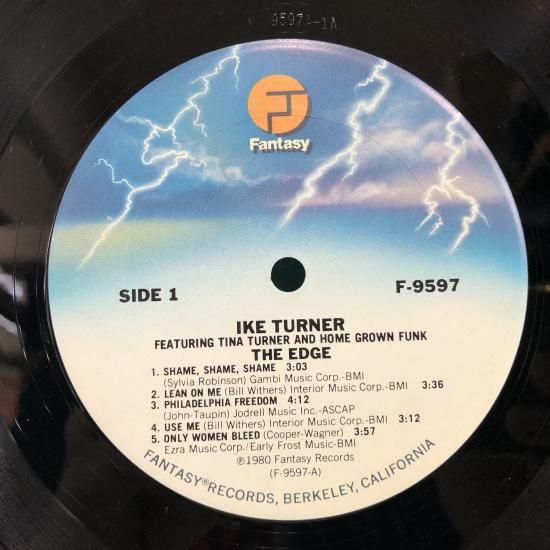 9597A-1A
Fantasy
SIDE 1
F-9597
IKE TURNER
FEATURING TINA TURNER AND HOME GROWN FUNK
THE EDGE
1. SHAME, SHAME, SHAME 3:03
(Sylvia Robinson) Gambi Music Corp.-BMI
2. LEAN ON ME (Bill Withers) Interior Music Corp.-BMI 3:36
3. PHILADELPHIA FREEDOM 4:12
(John-Taupin) Jodrell Music Inc.-ASCAP
4. USE ME (Bill Withers) Interior Music Corp.-BMI 3:12
5. ONLY WOMEN BLEED (Cooper-Wagner) 3:57
Ezra Music Corp./Early Frost Music-BMI
℗1980 Fantasy Records
(F-9597-A)
FANTASY® RECORDS, BERKELEY, CALIFORNIA